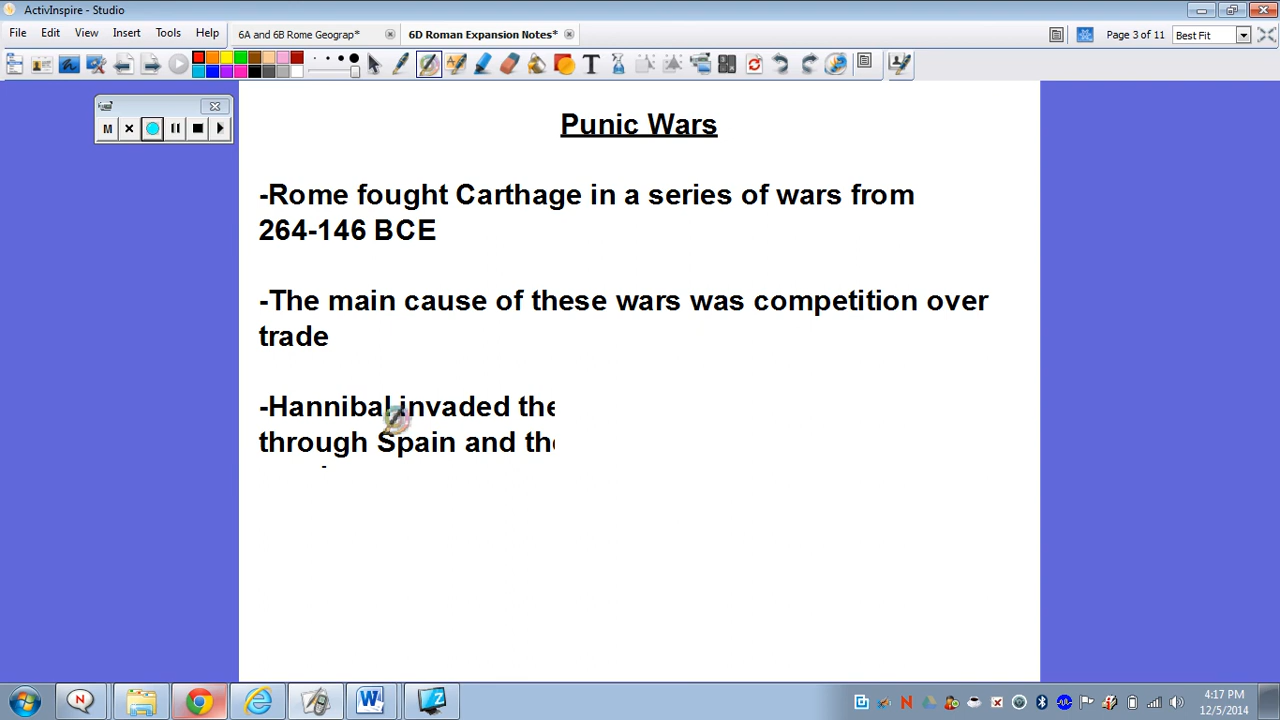 ActivInspire - Studio
File Edit View Insert Tools Help
6A and 6B Rome Geograp*
6D Roman Expansion Notes*
Page 3 of 11
Best Fit
M
Punic Wars
-Rome fought Carthage in a series of wars from
264-146 BCE
-The main cause of these wars was competition over
trade
-Hannibal invaded the
through Spain and the
4:17 PM
12/5/2014